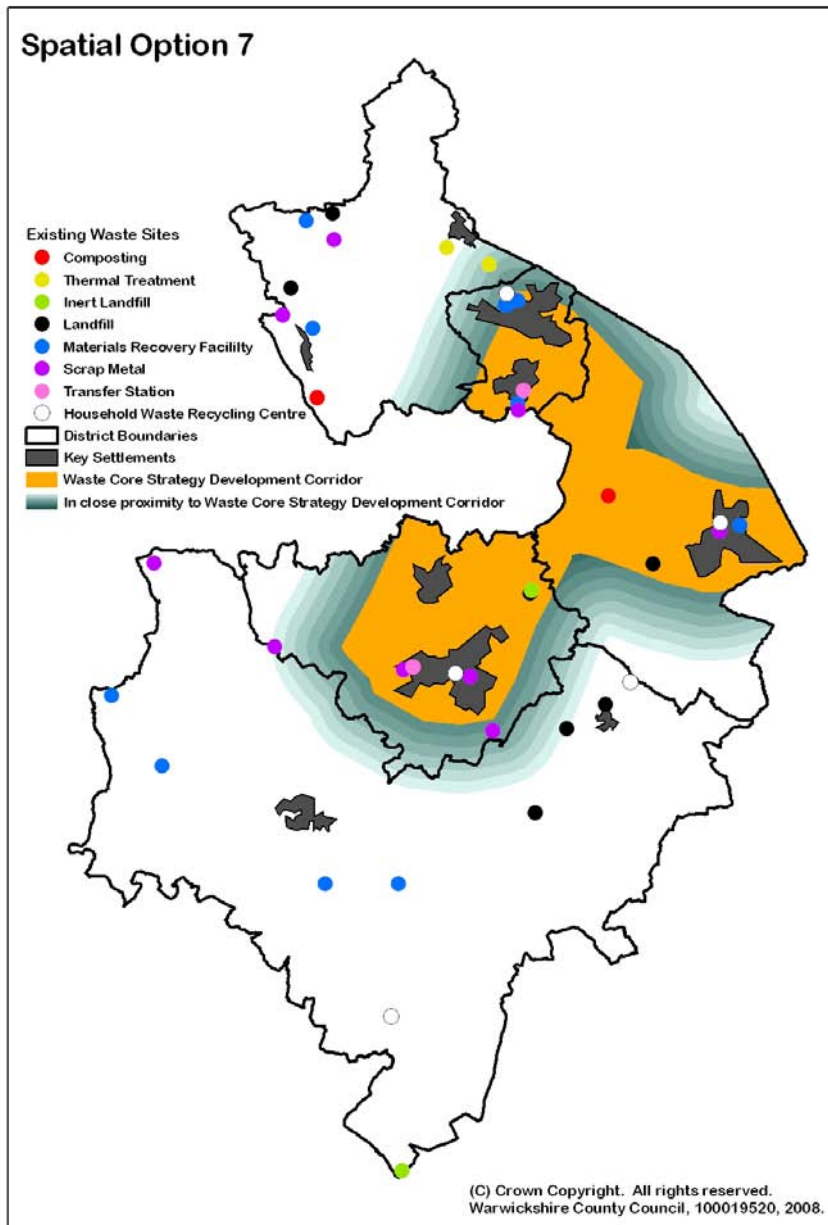 Spatial Option 7
Existing Waste Sites
Composting
Thermal Treatment
Inert Landfill
Landfill
Materials Recovery Facililty
Scrap Metal
Transfer Station
Household Waste Recycling Centre
District Boundaries
Key Settlements
Waste Core Strategy Development Corridor
In close proximity to Waste Core Strategy Development Corridor
(C) Crown Copyright.  All rights reserved.
Warwickshire County Council, 100019520, 2008.